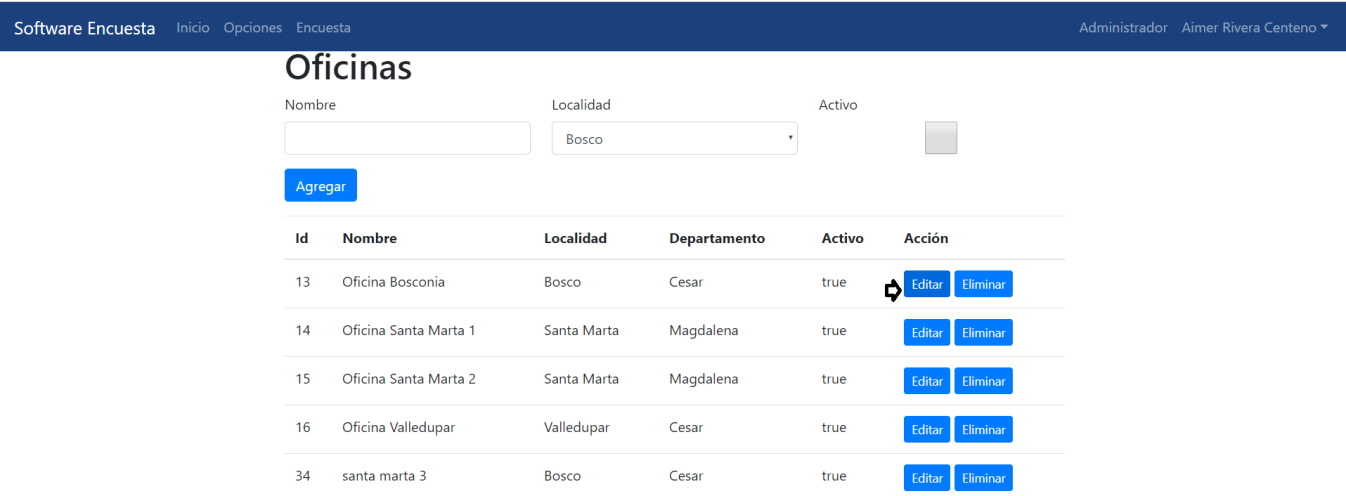 Software Encuesta Inicio Opciones Encuesta Administrador Aimer Rivera Centeno
Oficinas
Nombre Localidad Activo
Bosco
Agregar
Id Nombre Localidad Departamento Activo Acción
13 Oficina Bosconia Bosco Cesar true Editar Eliminar
14 Oficina Santa Marta 1 Santa Marta Magdalena true Editar Eliminar
15 Oficina Santa Marta 2 Santa Marta Magdalena true Editar Eliminar
16 Oficina Valledupar Valledupar Cesar true Editar Eliminar
34 santa marta 3 Bosco Cesar true Editar Eliminar